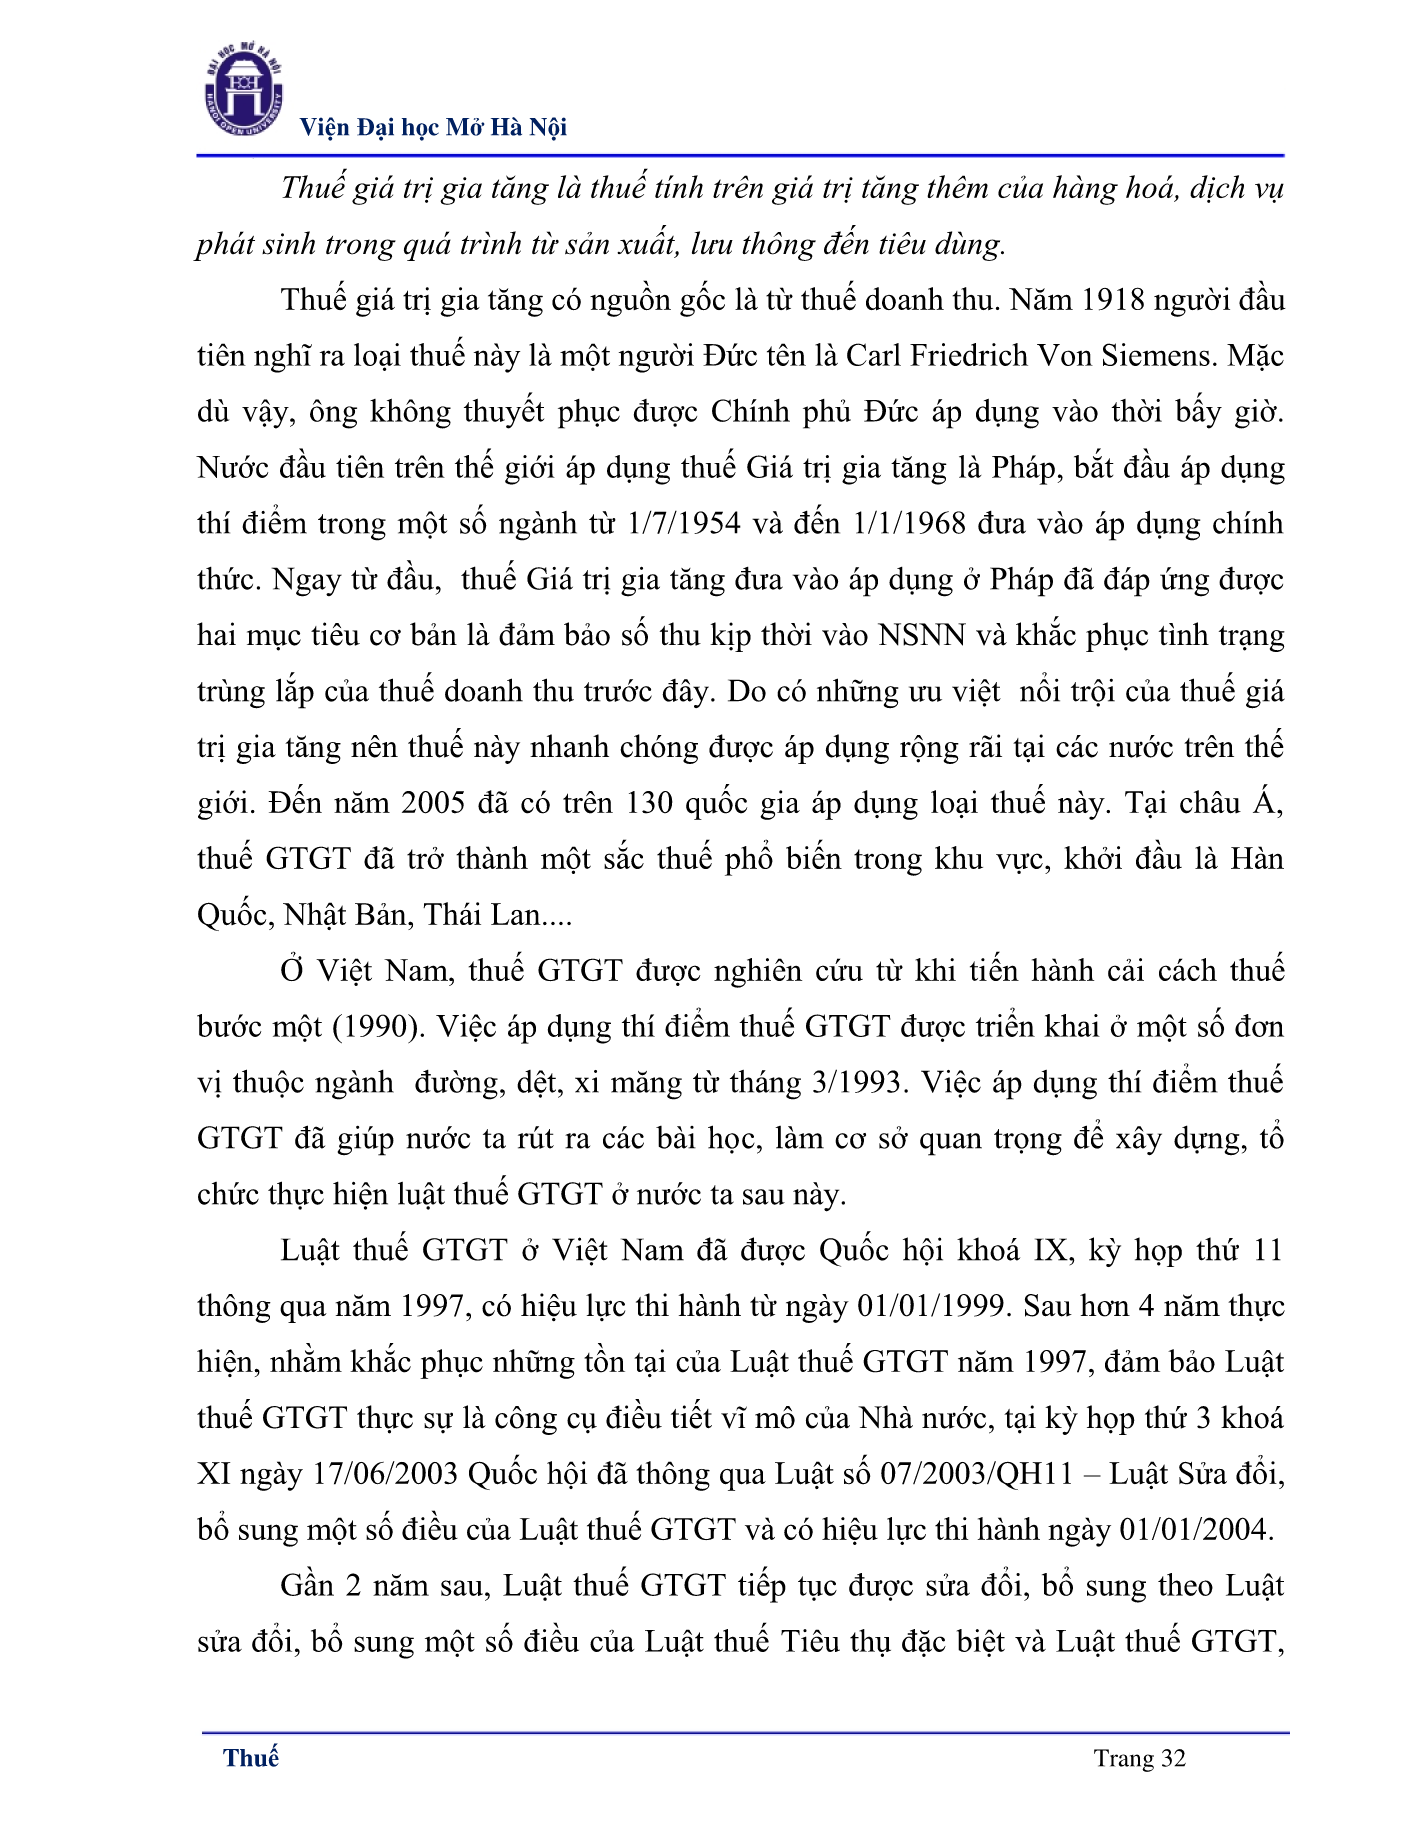 ĐẠI HỌC MỞ HÀ NỘI
HANOI OPEN UNIVERSITY
Viện Đại học Mở Hà Nội
Thuế giá trị gia tăng là thuế tính trên giá trị tăng thêm của hàng hoá, dịch vụ
phát sinh trong quá trình từ sản xuất, lưu thông đến tiêu dùng.
Thuế giá trị gia tăng có nguồn gốc là từ thuế doanh thu. Năm 1918 người đầu
tiên nghĩ ra loại thuế này là một người Đức tên là Carl Friedrich Von Siemens. Mặc
dù vậy, ông không thuyết phục được Chính phủ Đức áp dụng vào thời bấy giờ.
Nước đầu tiên trên thế giới áp dụng thuế Giá trị gia tăng là Pháp, bắt đầu áp dụng
thí điểm trong một số ngành từ 1/7/1954 và đến 1/1/1968 đưa vào áp dụng chính
thức. Ngay từ đầu,  thuế Giá trị gia tăng đưa vào áp dụng ở Pháp đã đáp ứng được
hai mục tiêu cơ bản là đảm bảo số thu kịp thời vào NSNN và khắc phục tình trạng
trùng lắp của thuế doanh thu trước đây. Do có những ưu việt  nổi trội của thuế giá
trị gia tăng nên thuế này nhanh chóng được áp dụng rộng rãi tại các nước trên thế
giới. Đến năm 2005 đã có trên 130 quốc gia áp dụng loại thuế này. Tại châu Á,
thuế GTGT đã trở thành một sắc thuế phổ biến trong khu vực, khởi đầu là Hàn
Quốc, Nhật Bản, Thái Lan....
Ở Việt Nam, thuế GTGT được nghiên cứu từ khi tiến hành cải cách thuế
bước một (1990). Việc áp dụng thí điểm thuế GTGT được triển khai ở một số đơn
vị thuộc ngành  đường, dệt, xi măng từ tháng 3/1993. Việc áp dụng thí điểm thuế
GTGT đã giúp nước ta rút ra các bài học, làm cơ sở quan trọng để xây dựng, tổ
chức thực hiện luật thuế GTGT ở nước ta sau này.
Luật thuế GTGT ở Việt Nam đã được Quốc hội khoá IX, kỳ họp thứ 11
thông qua năm 1997, có hiệu lực thi hành từ ngày 01/01/1999. Sau hơn 4 năm thực
hiện, nhằm khắc phục những tồn tại của Luật thuế GTGT năm 1997, đảm bảo Luật
thuế GTGT thực sự là công cụ điều tiết vĩ mô của Nhà nước, tại kỳ họp thứ 3 khoá
XI ngày 17/06/2003 Quốc hội đã thông qua Luật số 07/2003/QH11 – Luật Sửa đổi,
bổ sung một số điều của Luật thuế GTGT và có hiệu lực thi hành ngày 01/01/2004.
Gần 2 năm sau, Luật thuế GTGT tiếp tục được sửa đổi, bổ sung theo Luật
sửa đổi, bổ sung một số điều của Luật thuế Tiêu thụ đặc biệt và Luật thuế GTGT,
Thuế
Trang 32